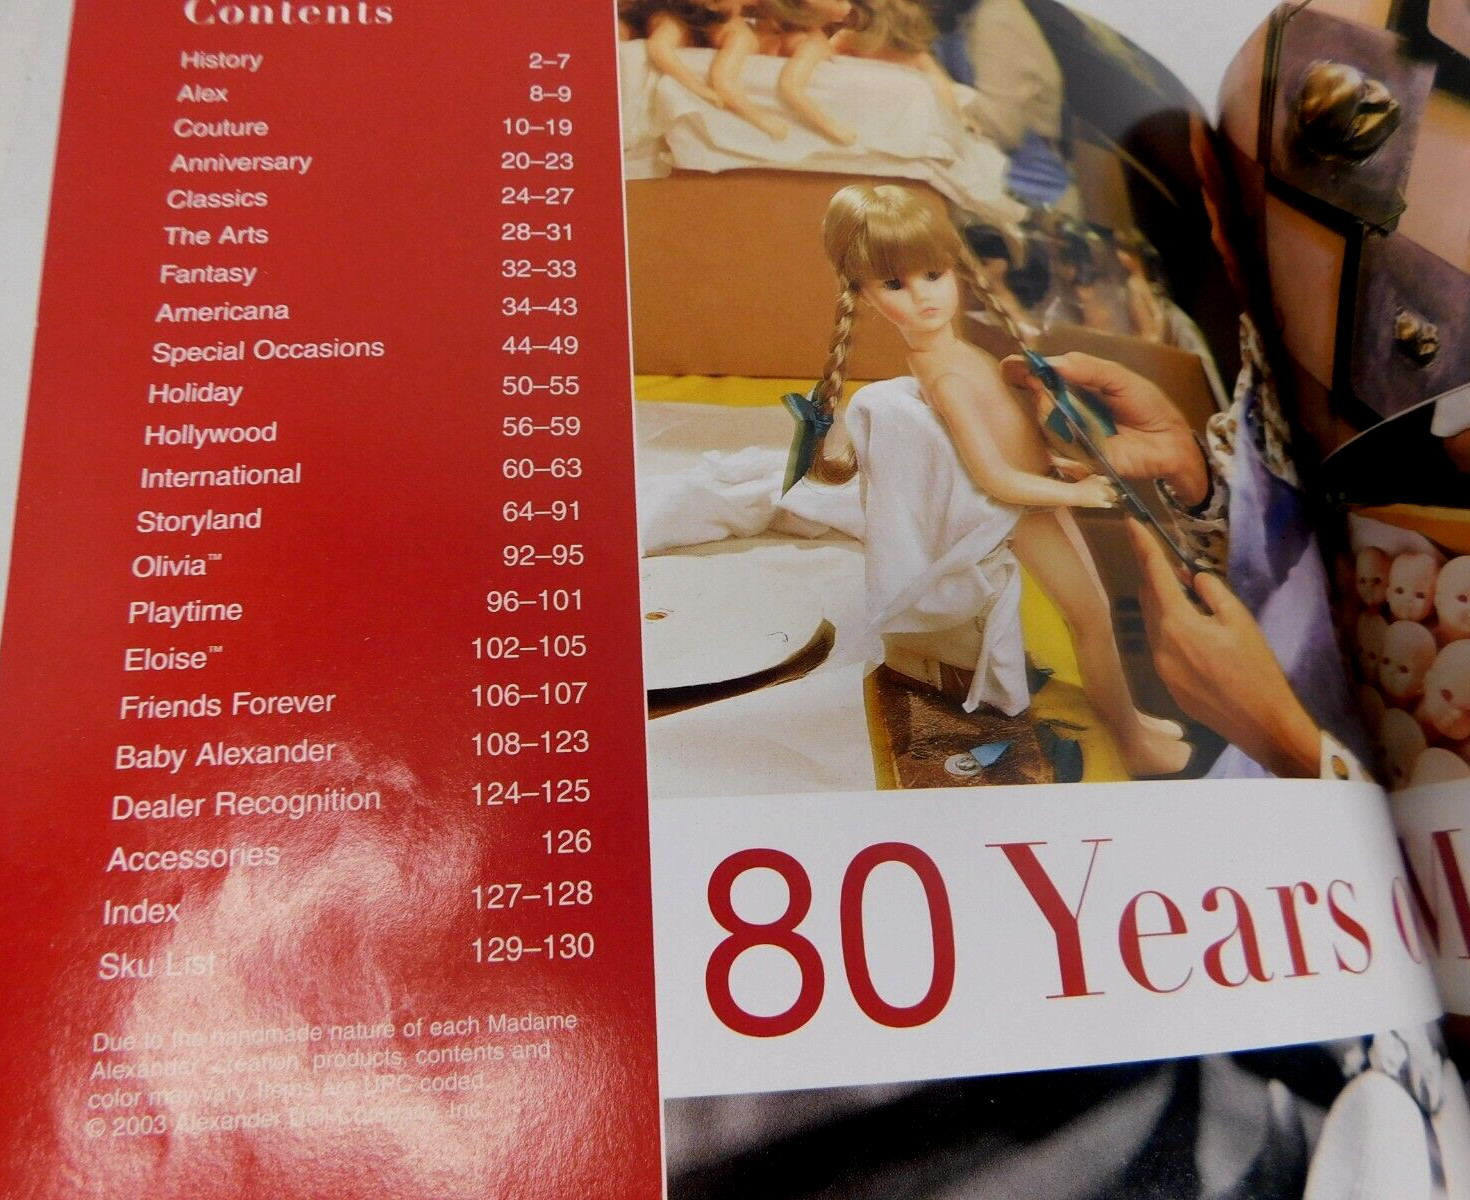 Contents
History 2–7
Alex 8–9
Couture 10–19
Anniversary 20–23
Classics 24–27
The Arts 28–31
Fantasy 32–33
Americana 34–43
Special Occasions 44–49
Holiday 50–55
Hollywood 56–59
International 60–63
Storyland 64–91
Olivia™ 92–95
Playtime 96–101
Eloise™ 102–105
Friends Forever 106–107
Baby Alexander 108–123
Dealer Recognition 124–125
Accessories 126
Index 127–128
Sku List 129–130
Due to the handmade nature of each Madame
Alexander creation, products, contents and
color may vary. Items are UPC coded.
© 2003 Alexander Doll Company, Inc.
80 Years